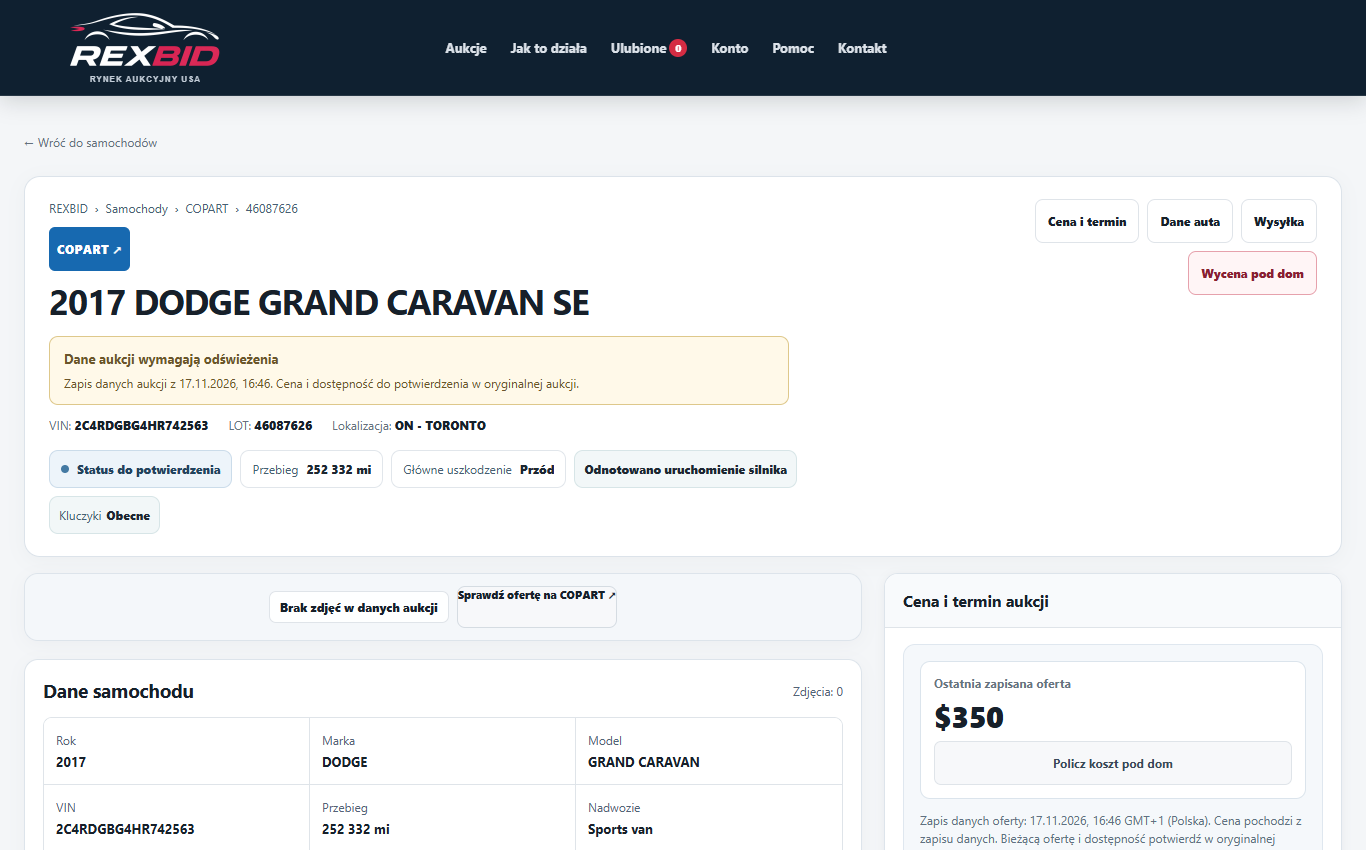 REXBID
RYNEK AUKCYJNY USA
Aukcje
Jak to działa
Ulubione 0
Konto
Pomoc
Kontakt
← Wróć do samochodów
REXBID › Samochody › COPART › 46087626
COPART ↗
2017 DODGE GRAND CARAVAN SE
Cena i termin
Dane auta
Wysyłka
Wycena pod dom
Dane aukcji wymagają odświeżenia
Zapis danych aukcji z 17.11.2026, 16:46. Cena i dostępność do potwierdzenia w oryginalnej aukcji.
VIN: 2C4RDGBG4HR742563 LOT: 46087626 Lokalizacja: ON - TORONTO
Status do potwierdzenia
Przebieg 252 332 mi
Główne uszkodzenie Przód
Odnotowano uruchomienie silnika
Kluczyki Obecne
Brak zdjęć w danych aukcji
Sprawdź ofertę na COPART ↗
Dane samochodu
Zdjęcia: 0
Rok
2017
Marka
DODGE
Model
GRAND CARAVAN
VIN
2C4RDGBG4HR742563
Przebieg
252 332 mi
Nadwozie
Sports van
Cena i termin aukcji
Ostatnia zapisana oferta
$350
Policz koszt pod dom
Zapis danych oferty: 17.11.2026, 16:46 GMT+1 (Polska). Cena pochodzi z
zapisu danych. Bieżącą ofertę i dostępność potwierdź w oryginalnej